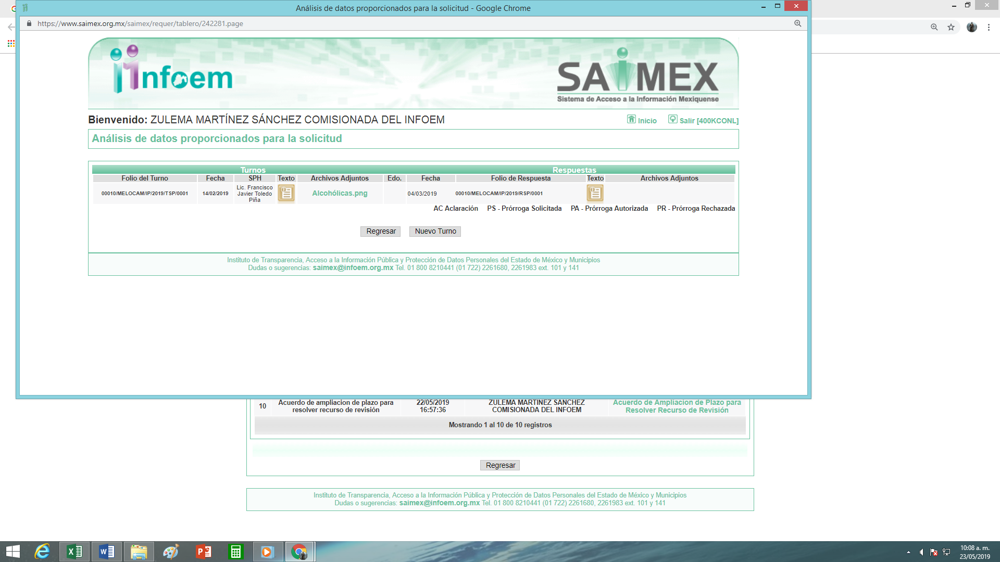 Análisis de datos proporcionados para la solicitud - Google Chrome
https://www.saimex.org.mx/saimex/requer/tablero/242281.page
infoem
SAIMEX
Sistema de Acceso a la Información Mexiquense
Bienvenido: ZULEMA MARTÍNEZ SÁNCHEZ COMISIONADA DEL INFOEM
Inicio Salir [400KCONL]
Análisis de datos proporcionados para la solicitud
Turnos Respuestas
Folio del Turno Fecha SPH Texto Archivos Adjuntos Edo. Fecha Folio de Respuesta Texto Archivos Adjuntos
00010/MELOCAM/IP/2019/TSP/0001 14/02/2019 Lic. Francisco Javier Toledo Piña Alcohólicas.png 04/03/2019 00010/MELOCAM/IP/2019/RSP/0001
AC Aclaración PS - Prórroga Solicitada PA - Prórroga Autorizada PR - Prórroga Rechazada
Regresar Nuevo Turno
Instituto de Transparencia, Acceso a la Información Pública y Protección de Datos Personales del Estado de México y Municipios
Dudas o sugerencias: saimex@infoem.org.mx Tel. 01 800 8210441 (01 722) 2261680, 2261983 ext. 101 y 141
10 Acuerdo de ampliacion de plazo para resolver recurso de revisión 22/05/2019 16:57:36 ZULEMA MARTÍNEZ SÁNCHEZ COMISIONADA DEL INFOEM Acuerdo de Ampliacion de Plazo para Resolver Recurso de Revisión
Mostrando 1 al 10 de 10 registros
Regresar
Instituto de Transparencia, Acceso a la Información Pública y Protección de Datos Personales del Estado de México y Municipios
Dudas o sugerencias: saimex@infoem.org.mx Tel. 01 800 8210441 (01 722) 2261680, 2261983 ext. 101 y 141
10:08 a. m.
23/05/2019